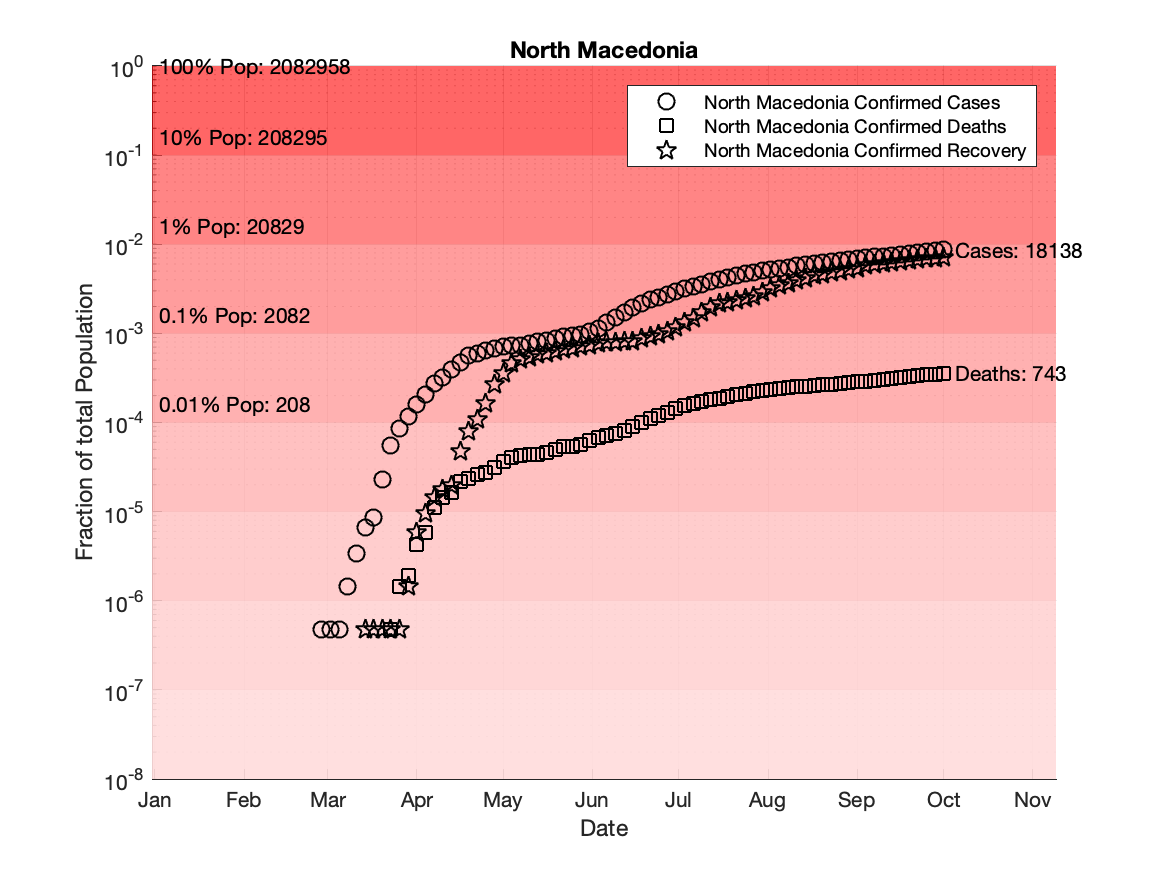 North Macedonia
10^0
100% Pop: 2082958
North Macedonia Confirmed Cases
North Macedonia Confirmed Deaths
North Macedonia Confirmed Recovery
10% Pop: 208295
10^-1
1% Pop: 20829
10^-2
Cases: 18138
0.1% Pop: 2082
10^-3
Deaths: 743
0.01% Pop: 208
10^-4
10^-5
10^-6
10^-7
10^-8
Fraction of total Population
Jan Feb Mar Apr May Jun Jul Aug Sep Oct Nov
Date